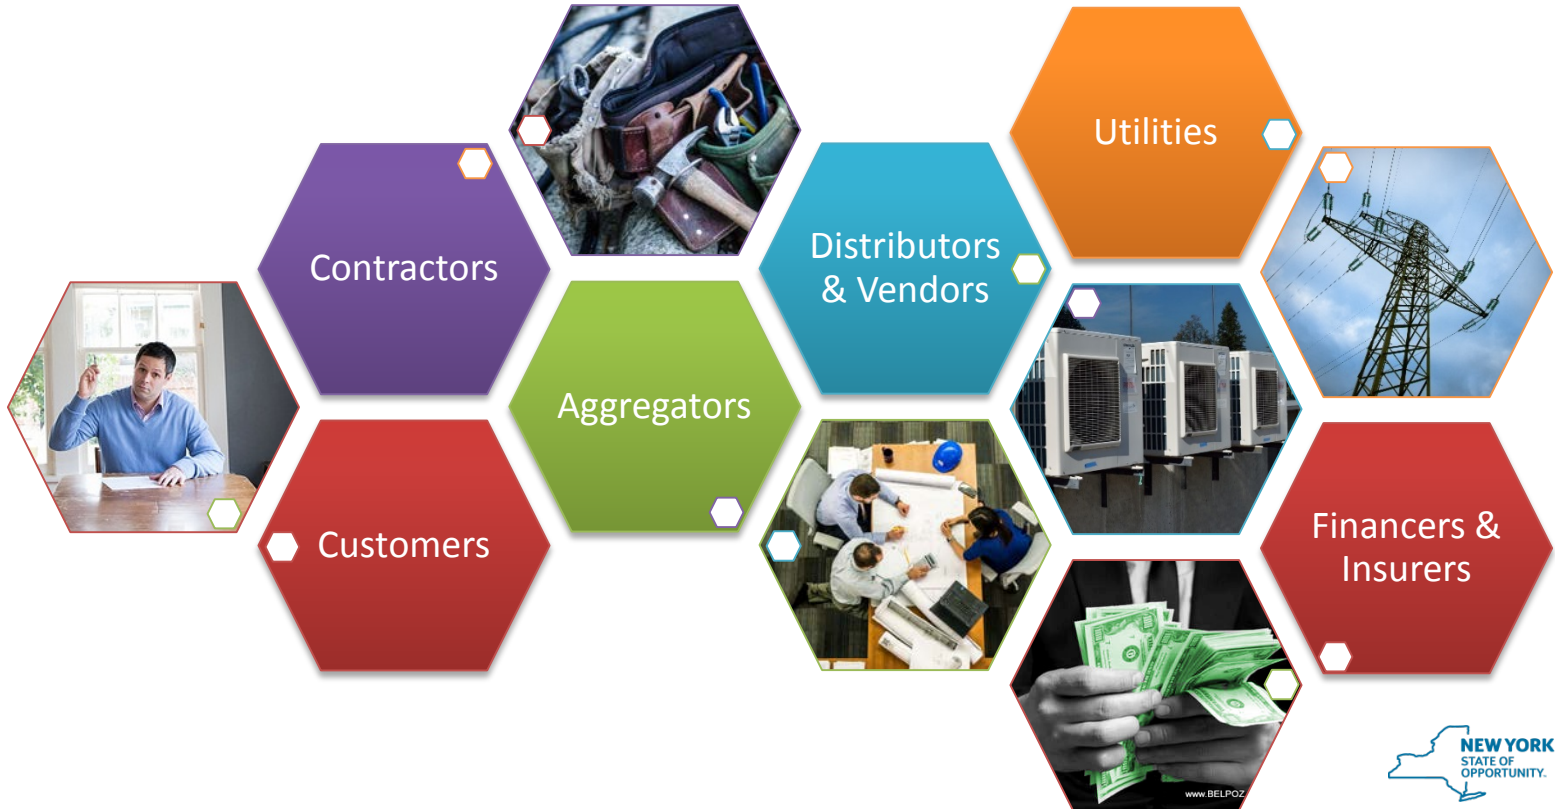 Contractors
Customers
Aggregators
Distributors
& Vendors
Utilities
Financers &
Insurers
www.BELPOZ
NEW YORK
STATE OF
OPPORTUNITY.